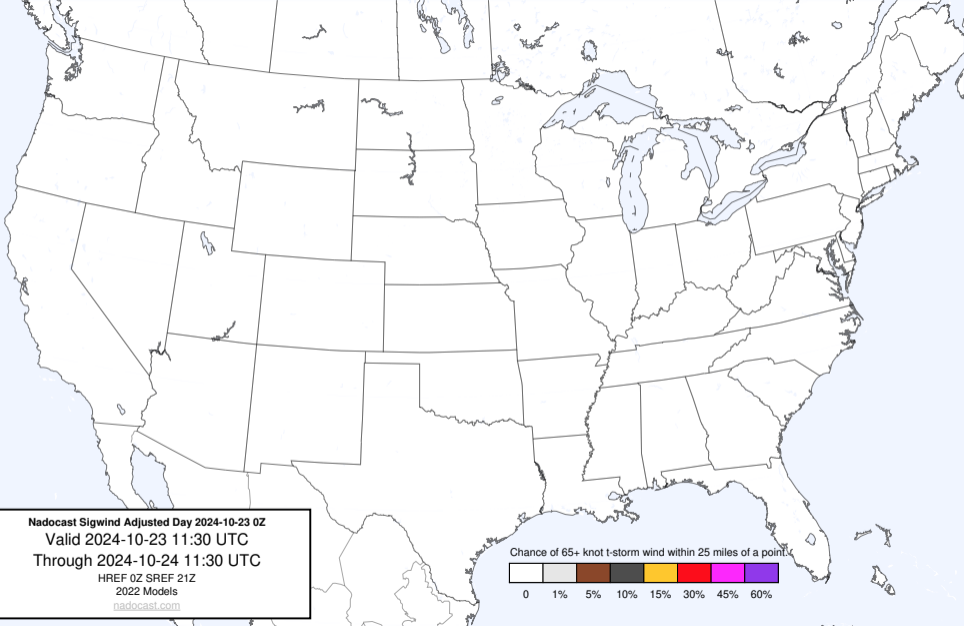 Nadocast Sigwind Adjusted Day 2024-10-23 0Z
Valid 2024-10-23 11:30 UTC
Through 2024-10-24 11:30 UTC
HREF 0Z SREF 21Z
2022 Models
nadocast.com
Chance of 65+ knot t-storm wind within 25 miles of a point.
0 1% 5% 10% 15% 30% 45% 60%